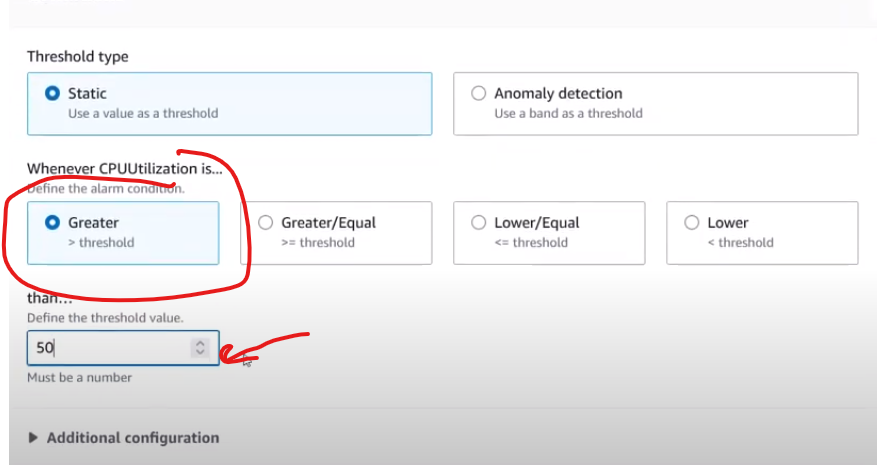 Threshold type
Static
Use a value as a threshold
Anomaly detection
Use a band as a threshold
Whenever CPUUtilization is...
Define the alarm condition.
Greater
> threshold
Greater/Equal
>= threshold
Lower/Equal
<= threshold
Lower
< threshold
than...
Define the threshold value.
50
Must be a number
Additional configuration